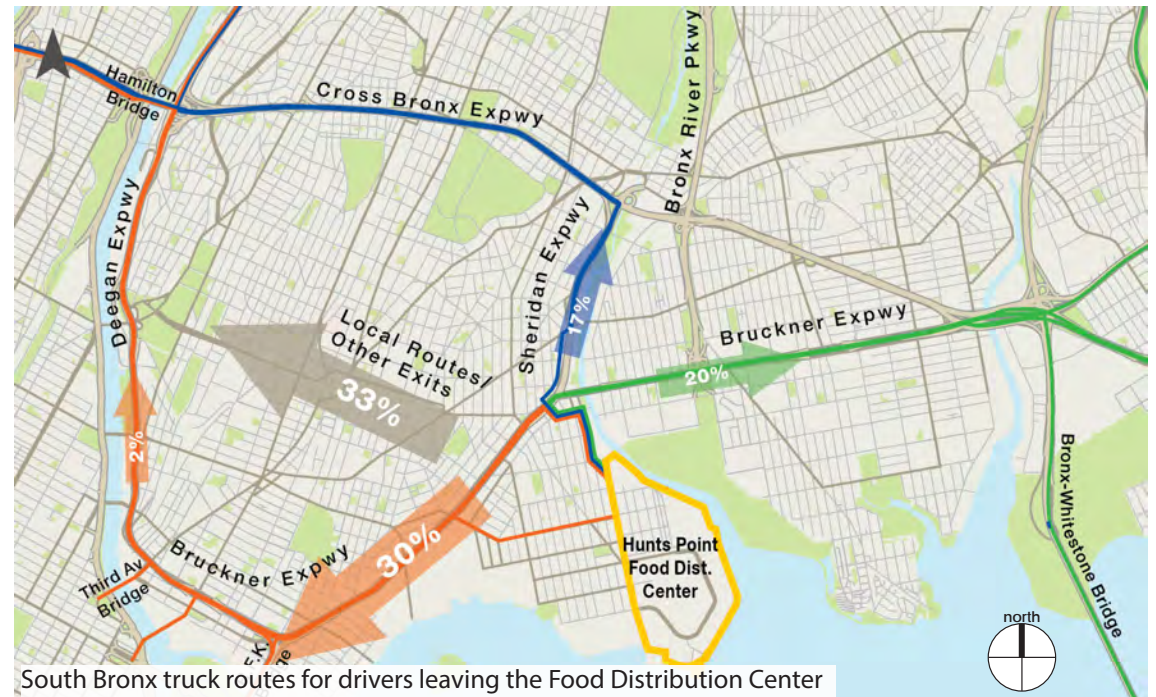 Hamilton
Bridge
Cross Bronx Expwy
Bronx River Pkwy
Deegan Expwy
Sheridan Expwy
17%
Local Routes/
Other Exits
33%
Bruckner Expwy
20%
2%
30%
Bruckner Expwy
Third Av
Bridge
Hunts Point
Food Dist.
Center
Bronx-Whitestone Bridge
north
South Bronx truck routes for drivers leaving the Food Distribution Center